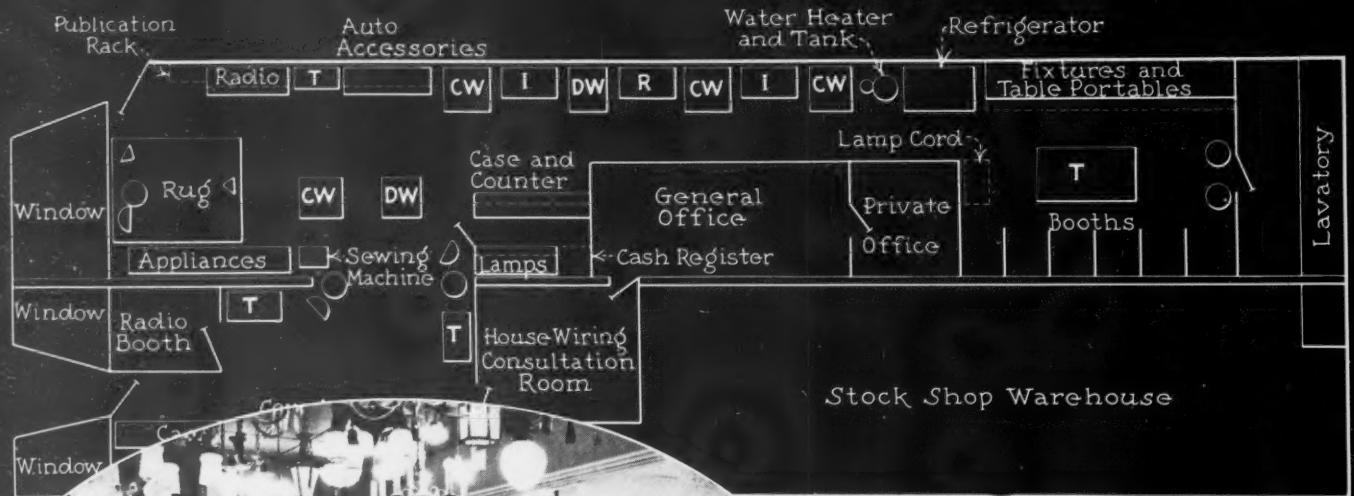 Publication
Rack
Auto
Accessories
Water Heater
and Tank
Refrigerator
Radio
T
CW
I
DW
R
CW
I
CW
Fixtures and
Table Portables
Window
Rug
CW
DW
Case and
Counter
General
Office
Private
Office
Lamp Cord
T
Booths
Lavatory
Appliances
Sewing
Machine
Lamps
Cash Register
Window
Radio
Booth
T
T
House Wiring
Consultation
Room
Stock Shop Warehouse
Window